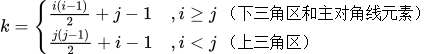 k = { i(i−1)/2 + j − 1 , i ≥ j （下三角区和主对角线元素）
j(j−1)/2 + i − 1 , i < j （上三角区）